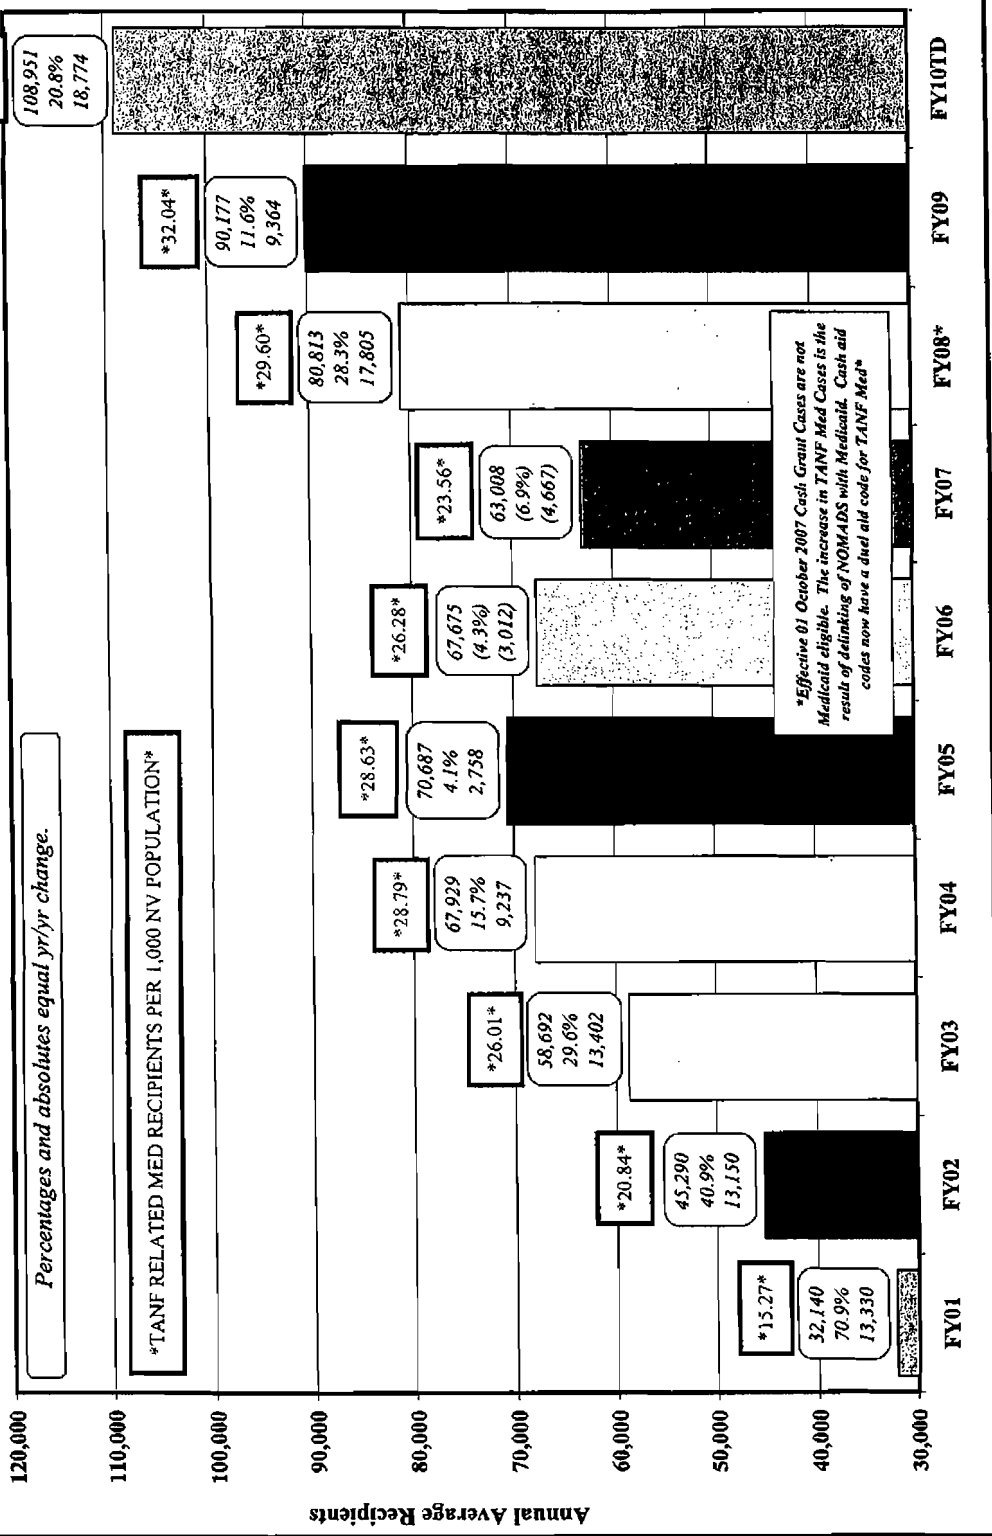 Percentages and absolutes equal yr/yr change.
*TANF RELATED MED RECIPIENTS PER 1,000 NV POPULATION*
Annual Average Recipients
120,000
110,000
100,000
90,000
80,000
70,000
60,000
50,000
40,000
30,000
*15.27*
32,140
70.9%
13,330
*20.84*
45,290
40.9%
13,150
*26.01*
58,692
29.6%
13,402
*28.79*
67,929
15.7%
9,237
*28.63*
70,687
4.1%
2,758
*26.28*
67,675
(4.3%)
(3,012)
*23.56*
63,008
(6.9%)
(4,667)
*29.60*
80,813
28.3%
17,805
*32.04*
90,177
11.6%
9,364
108,951
20.8%
18,774
*Effective 01 October 2007 Cash Grant Cases are not
Medicaid eligible. The increase in TANF Med Cases is the
result of delinking of NOMADS with Medicaid. Cash aid
codes now have a duel aid code for TANF Med*
FY01
FY02
FY03
FY04
FY05
FY06
FY07
FY08*
FY09
FY10TD